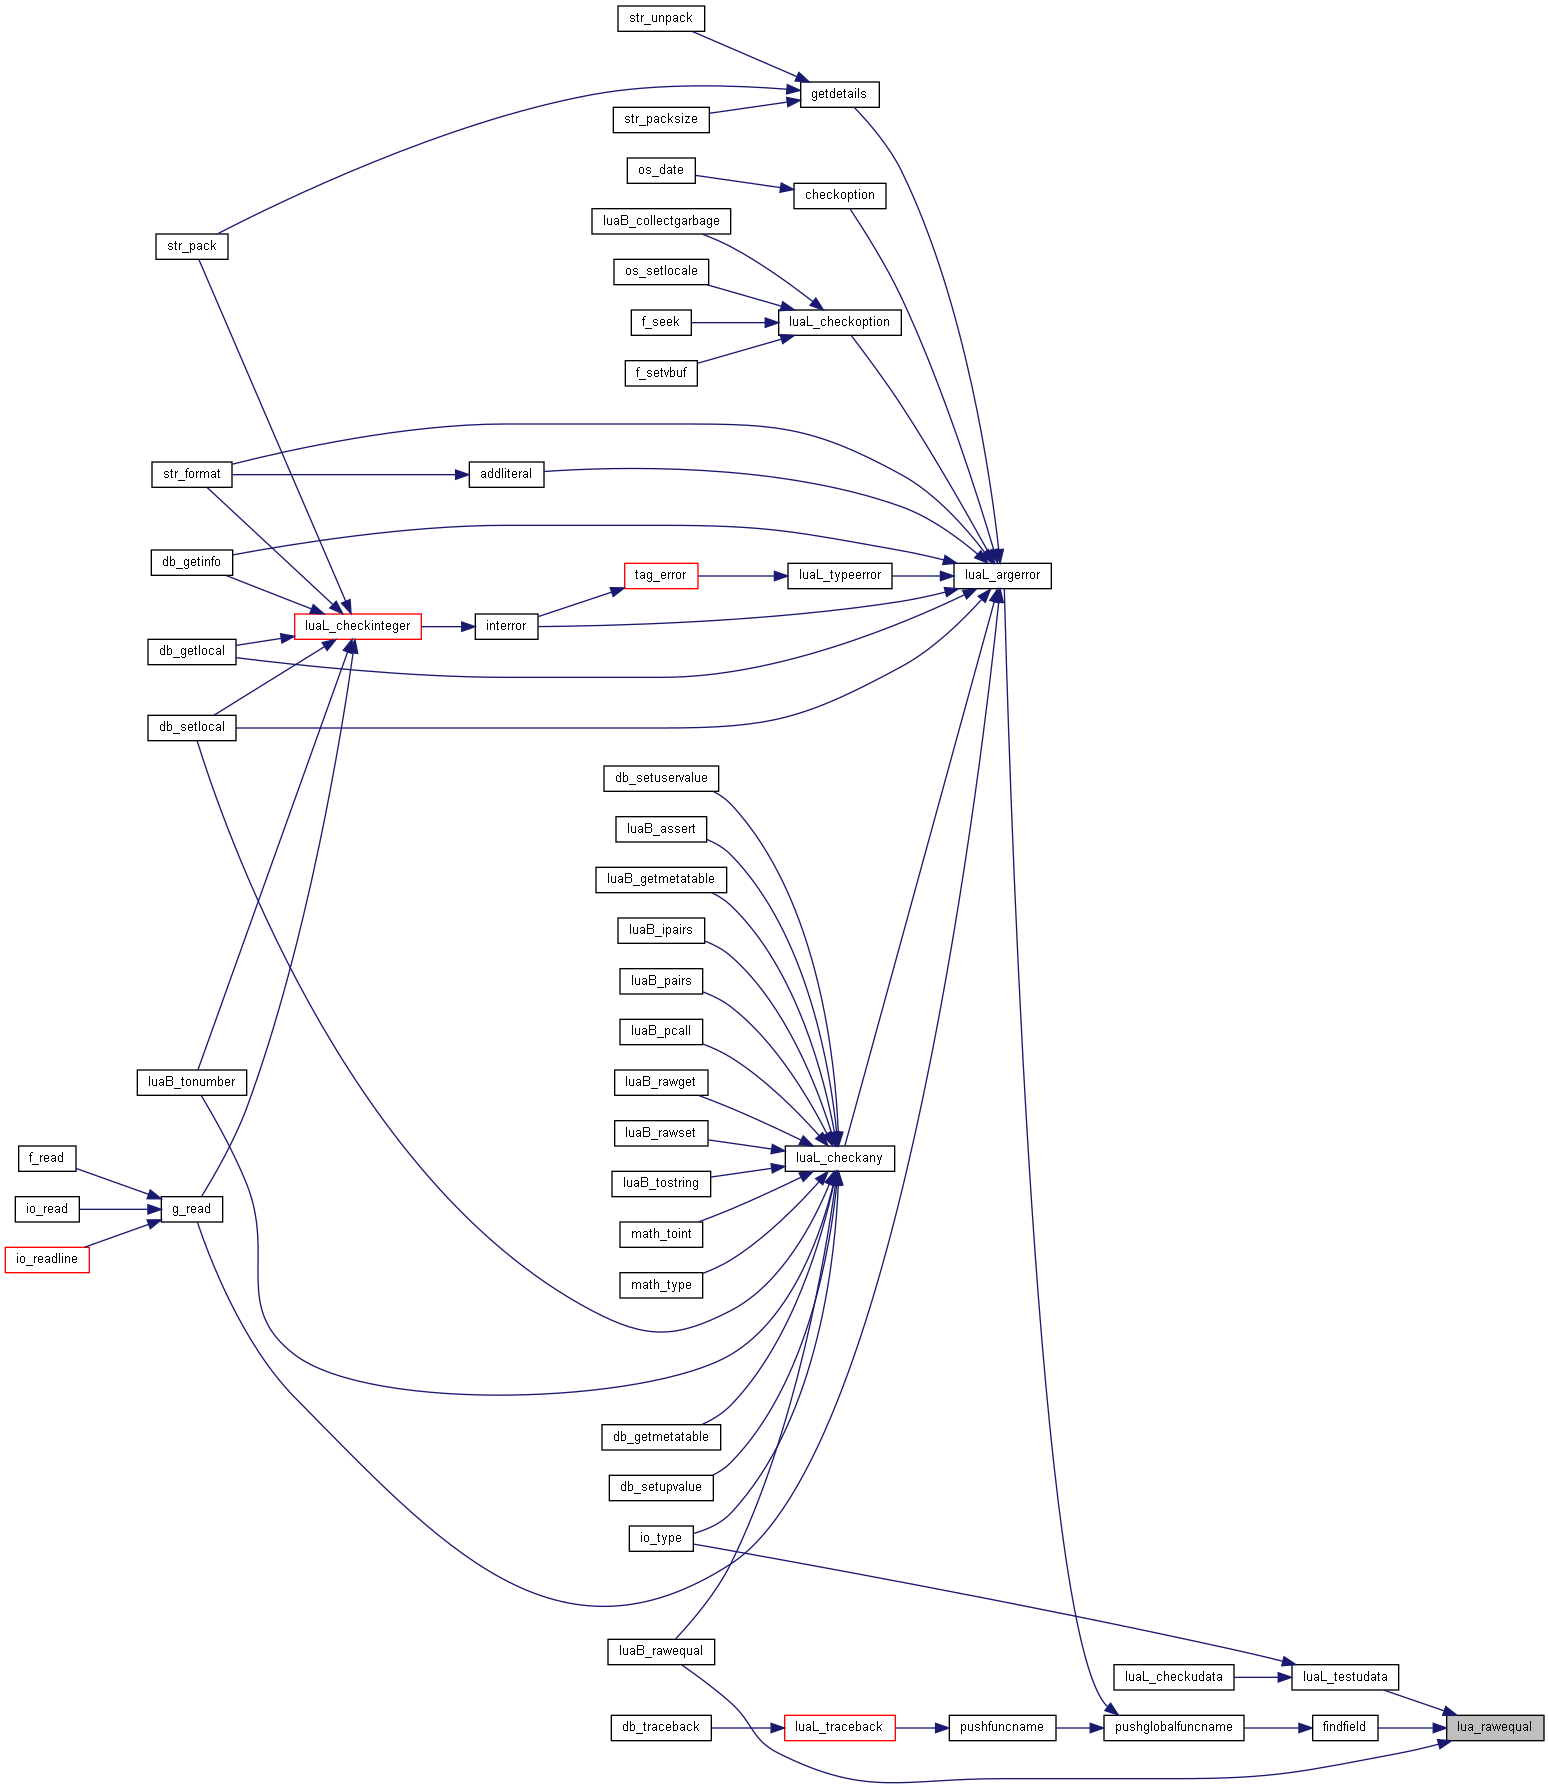 str_unpack
getdetails
str_packsize
os_date
checkoption
luaB_collectgarbage
str_pack
os_setlocale
f_seek
luaL_checkoption
f_setvbuf
str_format
addliteral
db_getinfo
tag_error
luaL_typeerror
luaL_argerror
luaL_checkinteger
interror
db_getlocal
db_setlocal
db_setuservalue
luaB_assert
luaB_getmetatable
luaB_ipairs
luaB_pairs
luaB_pcall
luaB_tonumber
luaB_rawget
luaB_rawset
f_read
luaL_checkany
luaB_tostring
io_read
g_read
math_toint
io_readline
math_type
db_getmetatable
db_setupvalue
io_type
luaB_rawequal
luaL_checkudata
luaL_testudata
db_traceback
luaL_traceback
pushfuncname
pushglobalfuncname
findfield
lua_rawequal